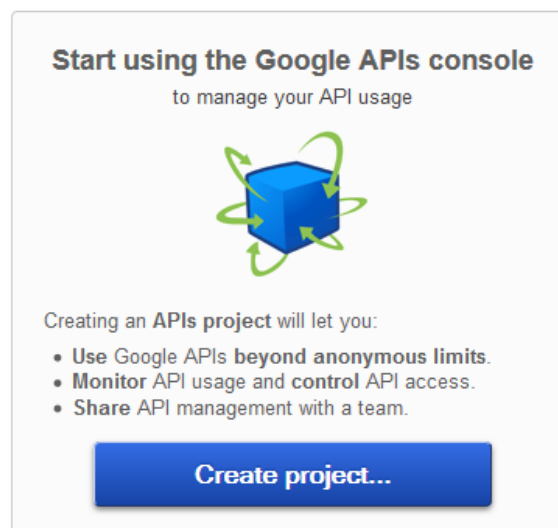 Start using the Google APIs console
to manage your API usage
Creating an APIs project will let you:
• Use Google APIs beyond anonymous limits.
• Monitor API usage and control API access.
• Share API management with a team.
Create project...